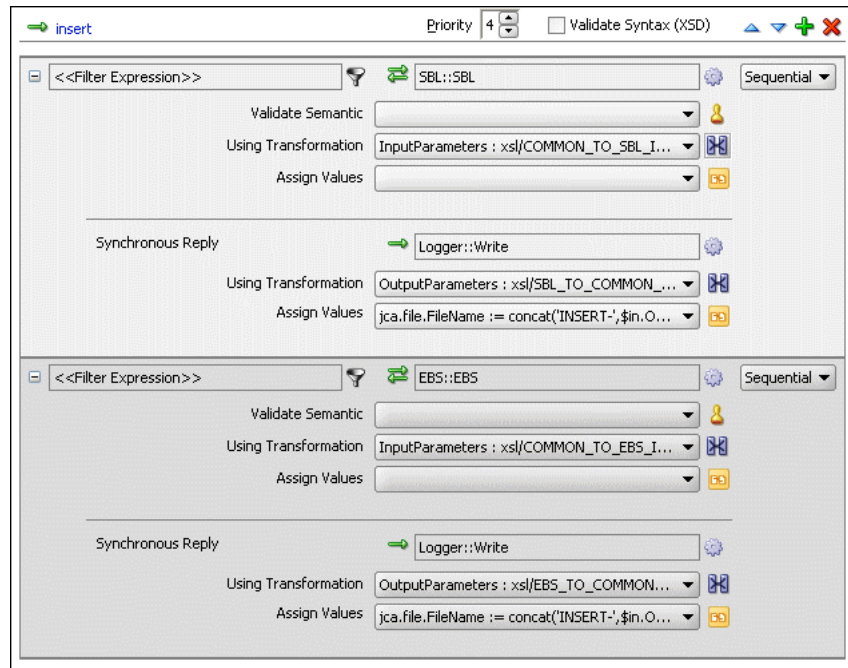 insert Priority 4 Validate Syntax (XSD)
<<Filter Expression>> SBL::SBL Sequential
Validate Semantic
Using Transformation InputParameters : xsl/COMMON_TO_SBL_I...
Assign Values
Synchronous Reply Logger::Write
Using Transformation OutputParameters : xsl/SBL_TO_COMMON_...
Assign Values jca.file.FileName := concat('INSERT-',$in.O...
<<Filter Expression>> EBS::EBS Sequential
Validate Semantic
Using Transformation InputParameters : xsl/COMMON_TO_EBS_I...
Assign Values
Synchronous Reply Logger::Write
Using Transformation OutputParameters : xsl/EBS_TO_COMMON...
Assign Values jca.file.FileName := concat('INSERT-',$in.O...